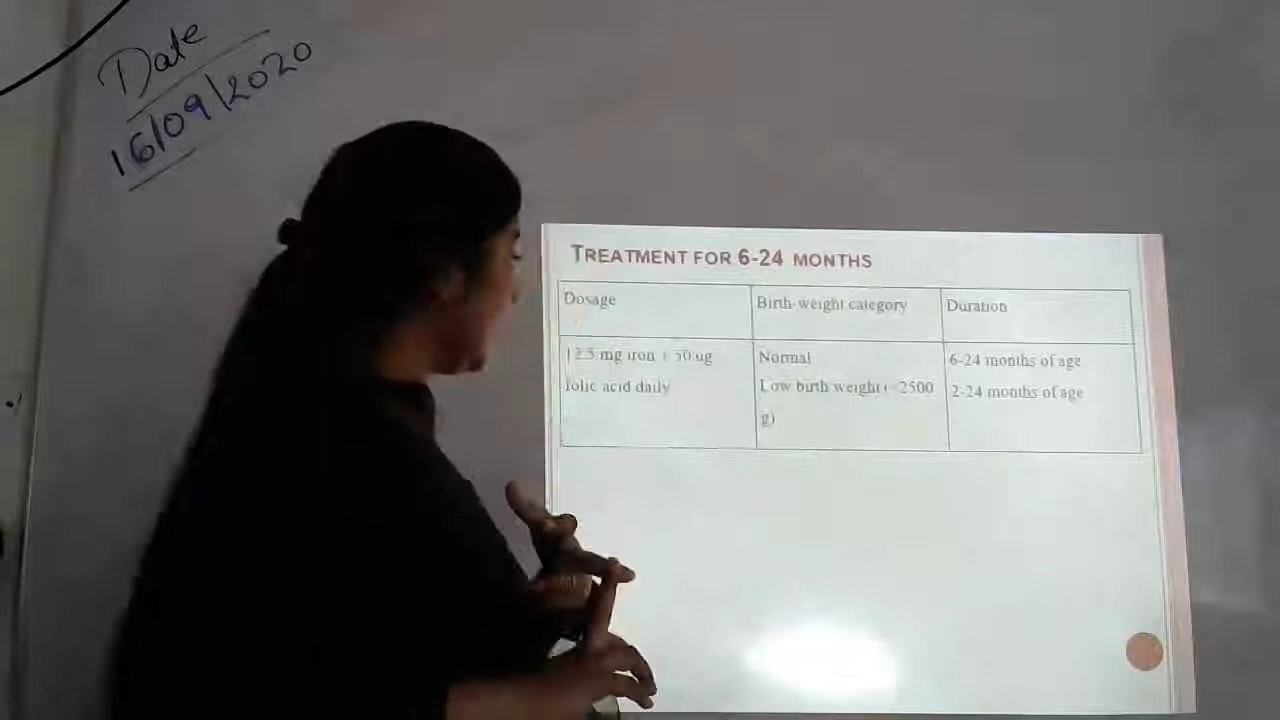 Date
16/09/2020
TREATMENT FOR 6-24 MONTHS
Dosage
Birth-weight category
Duration
12.5 mg iron + 50 ug
folic acid daily
Normal
Low birth weight (<2500
g)
6-24 months of age
2-24 months of age